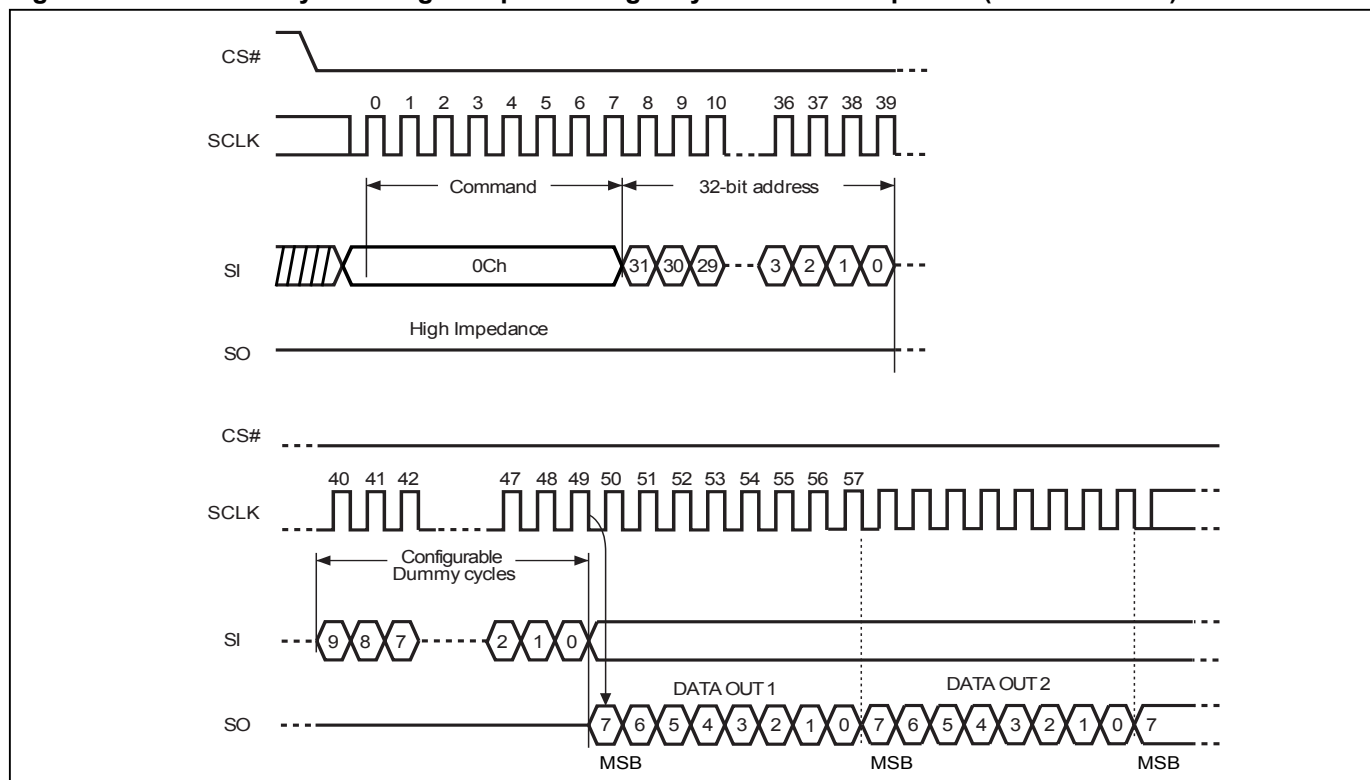 CS#
0 1 2 3 4 5 6 7 8 9 10 36 37 38 39
SCLK
Command 32-bit address
SI 0Ch 31 30 29 3 2 1 0
High Impedance
SO
CS#
40 41 42 47 48 49 50 51 52 53 54 55 56 57
SCLK
Configurable
Dummy cycles
SI 9 8 7 2 1 0
DATA OUT 1 DATA OUT 2
SO 7 6 5 4 3 2 1 0 7 6 5 4 3 2 1 0 7
MSB MSB MSB